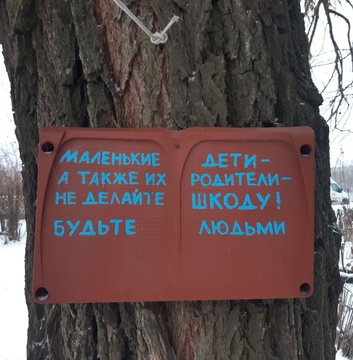 МАЛЕНЬКИЕ ДЕТИ –
А ТАКЖЕ ИХ РОДИТЕЛИ –
НЕ ДЕЛАЙТЕ ШКОДУ!
БУДЬТЕ ЛЮДЬМИ